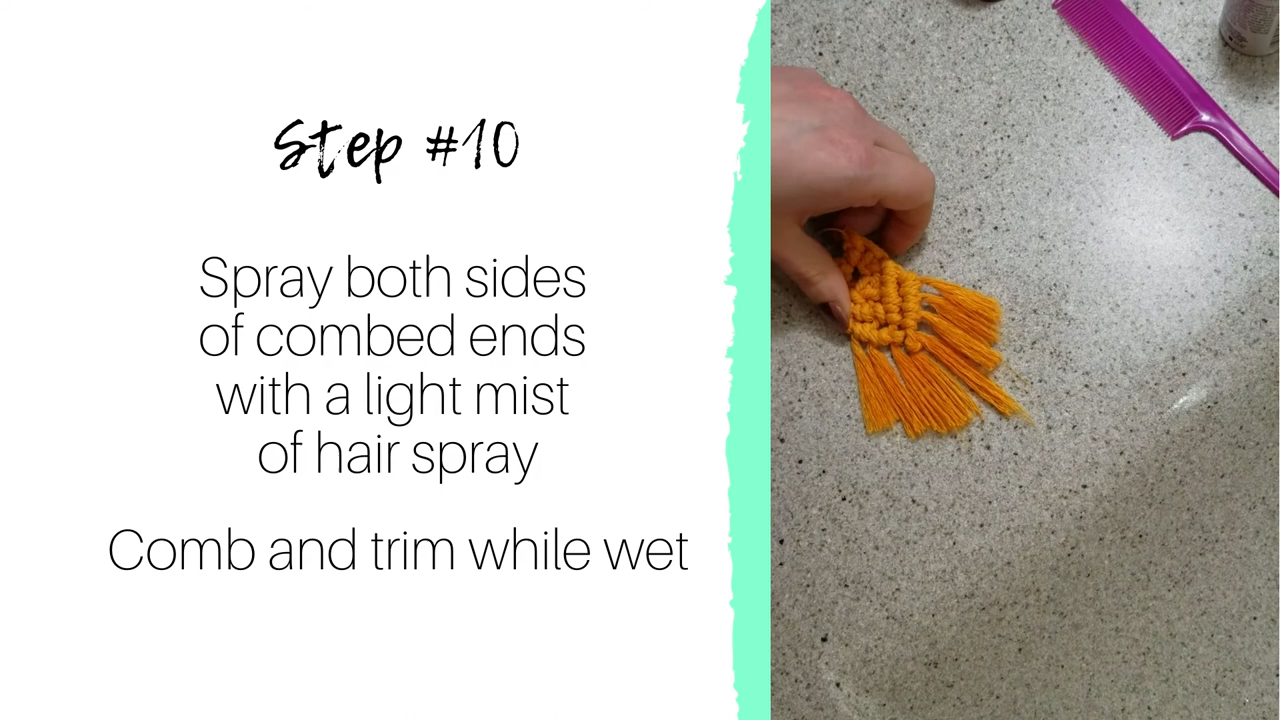 Step #10
Spray both sides
of combed ends
with a light mist
of hair spray
Comb and trim while wet